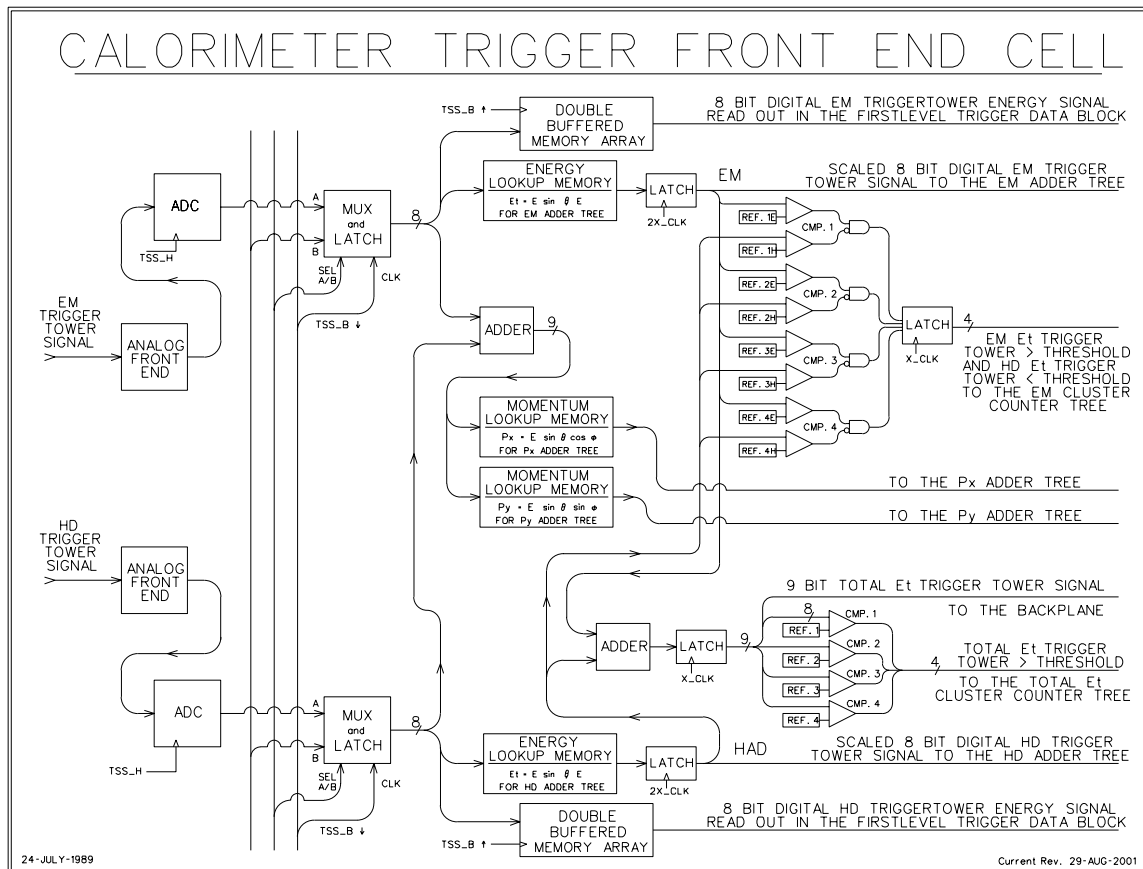 CALORIMETER TRIGGER FRONT END CELL
TSS_B ↑
DOUBLE
BUFFERED
MEMORY ARRAY
8 BIT DIGITAL EM TRIGGERTOWER ENERGY SIGNAL
READ OUT IN THE FIRSTLEVEL TRIGGER DATA BLOCK
ENERGY
LOOKUP MEMORY
Et = E sin θ E
FOR EM ADDER TREE
LATCH
2X_CLK
EM
SCALED 8 BIT DIGITAL EM TRIGGER
TOWER SIGNAL TO THE EM ADDER TREE
ADC
TSS_H
A
B
MUX
and
LATCH
SEL
A/B
CLK
TSS_B ↓
8
EM
TRIGGER
TOWER
SIGNAL
ANALOG
FRONT
END
ADDER
9
REF. 1E
CMP. 1
REF. 1H
REF. 2E
CMP. 2
REF. 2H
REF. 3E
CMP. 3
REF. 3H
REF. 4E
CMP. 4
REF. 4H
LATCH
X_CLK
4
EM Et TRIGGER
TOWER > THRESHOLD
AND HD Et TRIGGER
TOWER < THRESHOLD
TO THE EM CLUSTER
COUNTER TREE
MOMENTUM
LOOKUP MEMORY
Px = E sin θ cos ø
FOR Px ADDER TREE
TO THE Px ADDER TREE
MOMENTUM
LOOKUP MEMORY
Py = E sin θ sin ø
FOR Py ADDER TREE
TO THE Py ADDER TREE
HD
TRIGGER
TOWER
SIGNAL
ANALOG
FRONT
END
ADDER
LATCH
X_CLK
9
9 BIT TOTAL Et TRIGGER TOWER SIGNAL
TO THE BACKPLANE
8
CMP. 1
REF. 1
CMP. 2
REF. 2
CMP. 3
REF. 3
CMP. 4
REF. 4
4
TOTAL Et TRIGGER
TOWER > THRESHOLD
TO THE TOTAL Et
CLUSTER COUNTER TREE
ADC
TSS_H
A
B
MUX
and
LATCH
SEL
A/B
CLK
TSS_B ↓
8
ENERGY
LOOKUP MEMORY
Et = E sin θ E
FOR HD ADDER TREE
LATCH
2X_CLK
HAD
SCALED 8 BIT DIGITAL HD TRIGGER
TOWER SIGNAL TO THE HD ADDER TREE
TSS_B ↑
DOUBLE
BUFFERED
MEMORY ARRAY
8 BIT DIGITAL HD TRIGGERTOWER ENERGY SIGNAL
READ OUT IN THE FIRSTLEVEL TRIGGER DATA BLOCK
24-JULY-1989
Current Rev. 29-AUG-2001